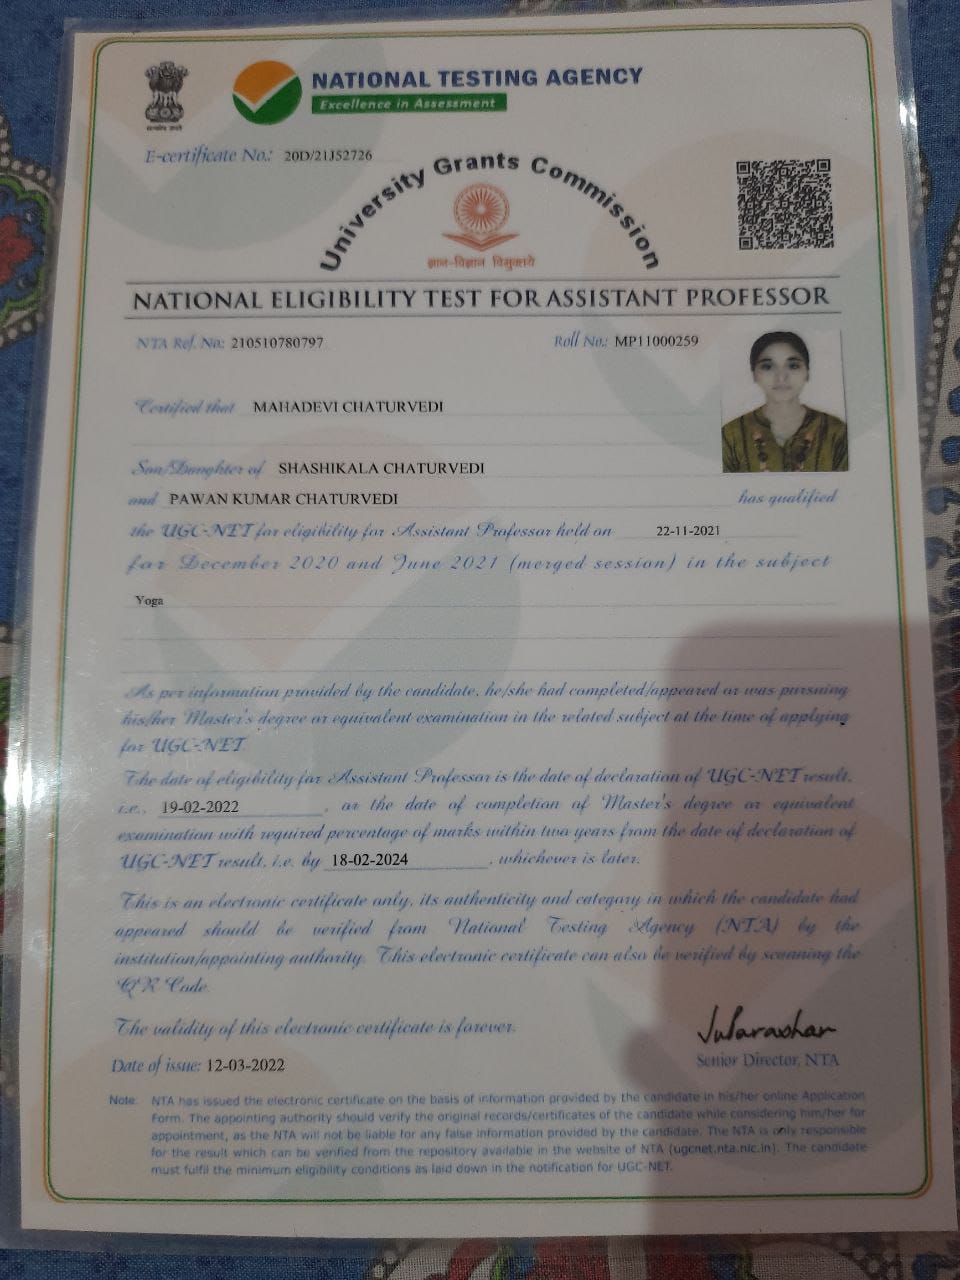 सत्यमेव जयते
NATIONAL TESTING AGENCY
Excellence in Assessment
E-certificate No.: 20D/21J52726
University Grants Commission
ज्ञान-विज्ञान विमुक्तये
NATIONAL ELIGIBILITY TEST FOR ASSISTANT PROFESSOR
NTA Ref. No: 210510780797 Roll No.: MP11000259
Certified that MAHADEVI CHATURVEDI
Son/Daughter of SHASHIKALA CHATURVEDI
and PAWAN KUMAR CHATURVEDI has qualified
the UGC-NET for eligibility for Assistant Professor held on 22-11-2021
for December 2020 and June 2021 (merged session) in the subject
Yoga
As per information provided by the candidate, he/she had completed/appeared or was pursuing
his/her Master's degree or equivalent examination in the related subject at the time of applying
for UGC-NET.
The date of eligibility for Assistant Professor is the date of declaration of UGC-NET result,
i.e., 19-02-2022, or the date of completion of Master's degree or equivalent
examination with required percentage of marks within two years from the date of declaration of
UGC-NET result, i.e. by 18-02-2024, whichever is later.
This is an electronic certificate only, its authenticity and category in which the candidate had
appeared should be verified from National Testing Agency (NTA) by the
institution/appointing authority. This electronic certificate can also be verified by scanning the
QR Code.
The validity of this electronic certificate is forever.
Date of issue: 12-03-2022
Senior Director, NTA
Note: NTA has issued the electronic certificate on the basis of information provided by the candidate in his/her online Application
Form. The appointing authority should verify the original records/certificates of the candidate while considering him/her for
appointment, as the NTA will not be liable for any false information provided by the candidate. The NTA is only responsible
for the result which can be verified from the repository available in the website of NTA (ugcnet.nta.nic.in). The candidate
must fulfil the minimum eligibility conditions as laid down in the notification for UGC-NET.